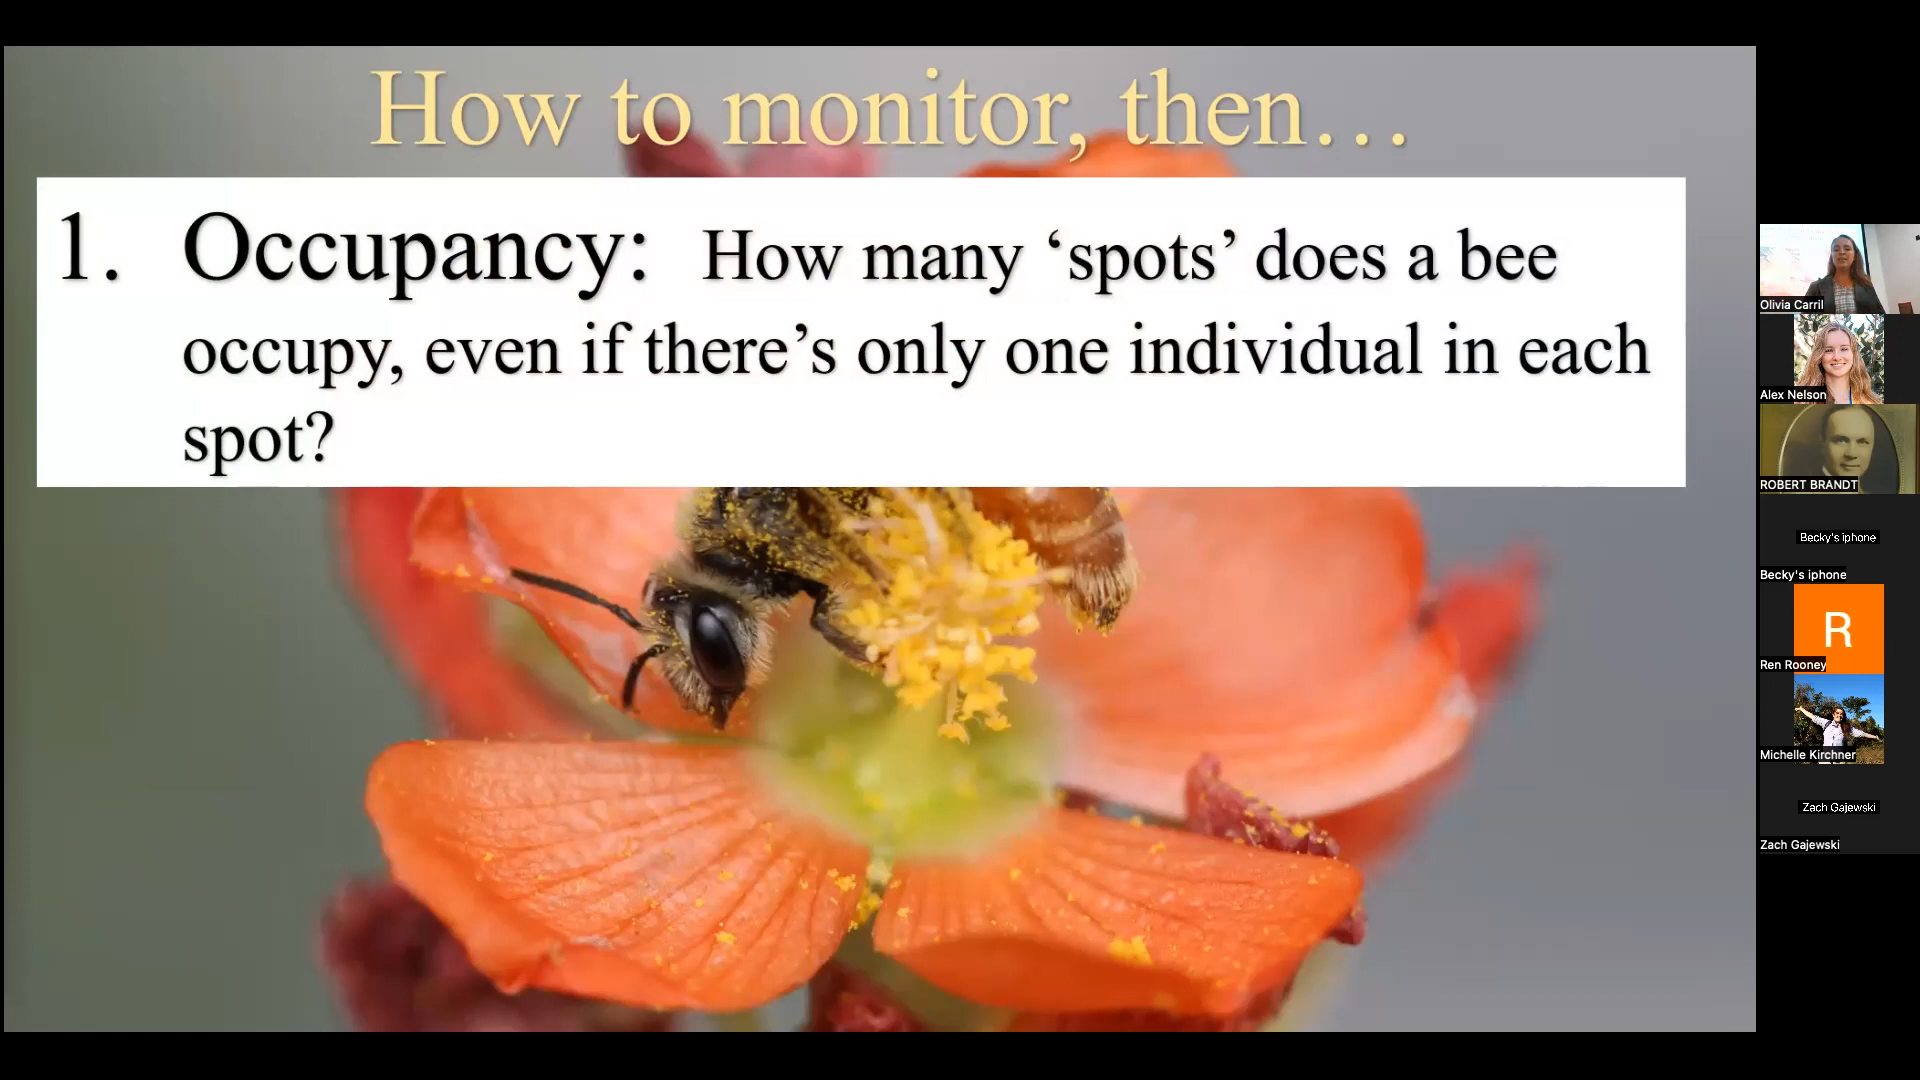 How to monitor, then…
1. Occupancy: How many ‘spots’ does a bee
occupy, even if there’s only one individual in each
spot?
Olivia Carril
Alex Nelson
ROBERT BRANDT
Becky's iphone
Becky's iphone
R
Ren Rooney
Michelle Kirchner
Zach Gajewski
Zach Gajewski